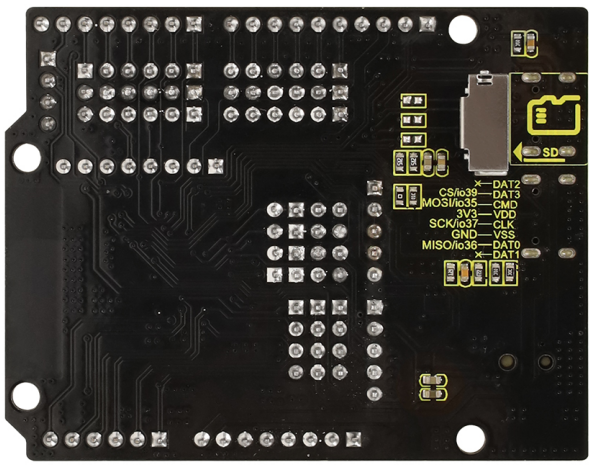 SD
DAT2
CS/io39 DAT3
MOSI/io35 CMD
3V3 VDD
SCK/io37 CLK
GND VSS
MISO/io36 DAT0
DAT1